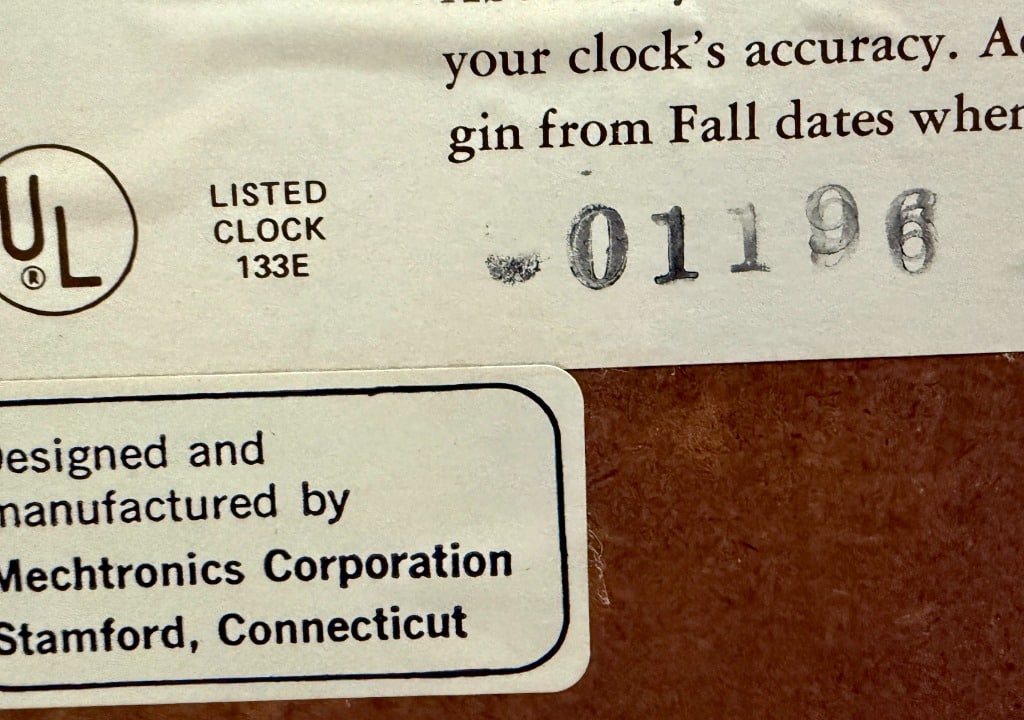 your clock's accuracy. A
gin from Fall dates when
UL
®
LISTED
CLOCK
133E
01196
esigned and
manufactured by
Mechtronics Corporation
Stamford, Connecticut